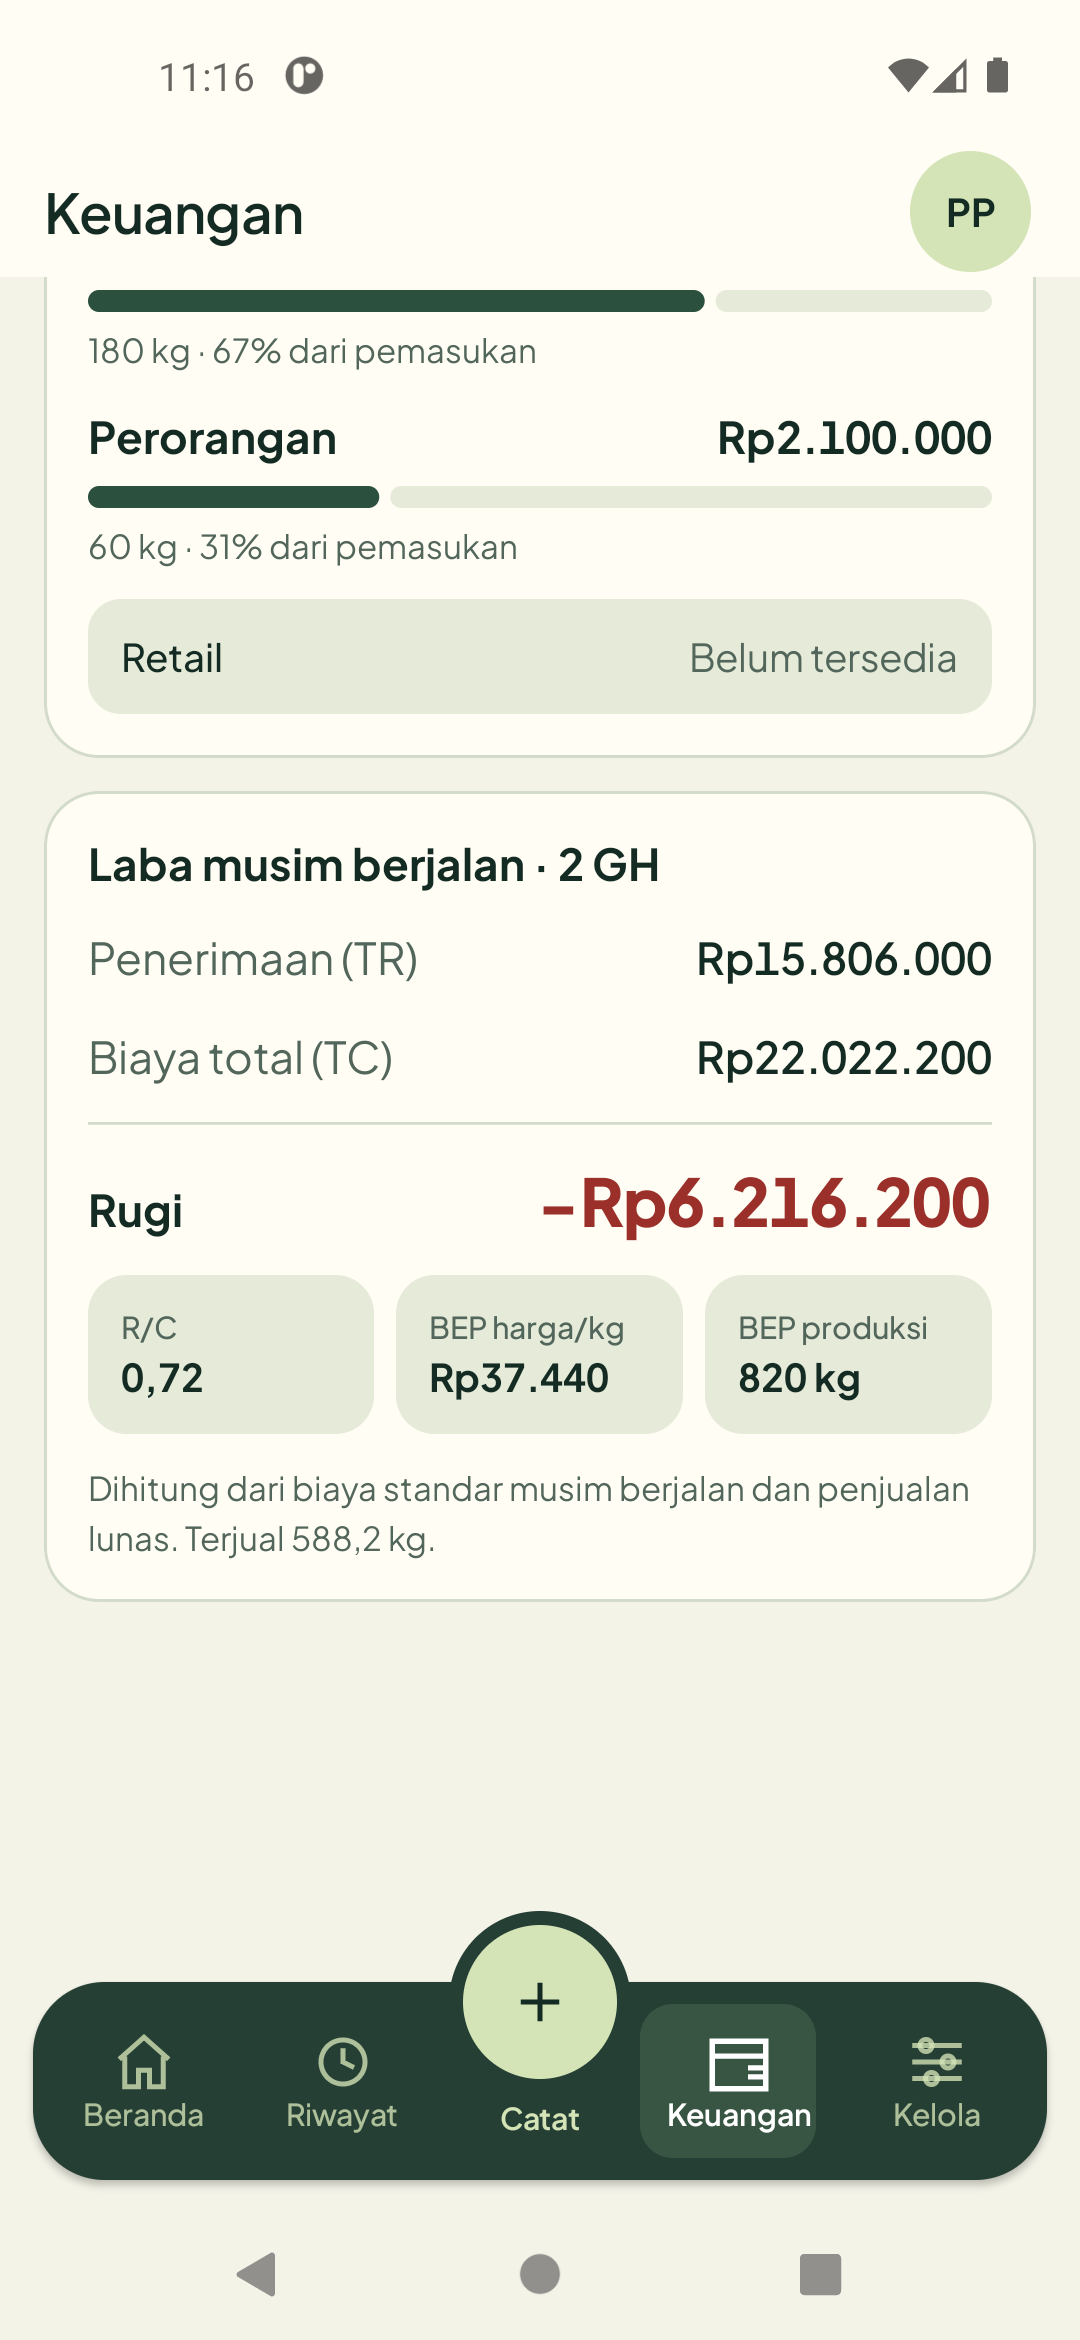 11:16
Keuangan
PP
180 kg · 67% dari pemasukan
Perorangan Rp2.100.000
60 kg · 31% dari pemasukan
Retail Belum tersedia
Laba musim berjalan · 2 GH
Penerimaan (TR) Rp15.806.000
Biaya total (TC) Rp22.022.200
Rugi −Rp6.216.200
R/C BEP harga/kg BEP produksi
0,72 Rp37.440 820 kg
Dihitung dari biaya standar musim berjalan dan penjualan
lunas. Terjual 588,2 kg.
Beranda Riwayat Catat Keuangan Kelola